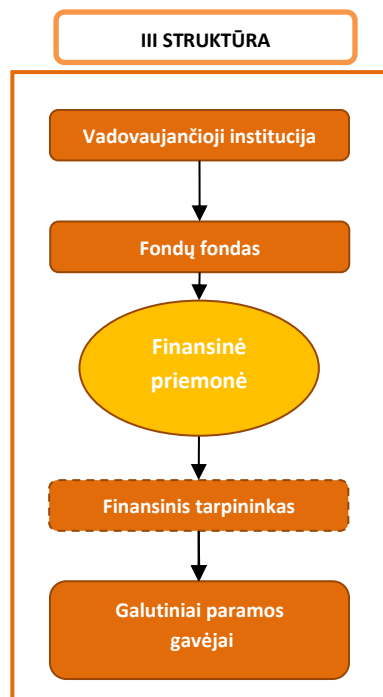 III STRUKTŪRA
Vadovaujančioji institucija
Fondų fondas
Finansinė
priemonė
Finansinis tarpininkas
Galutiniai paramos
gavėjai